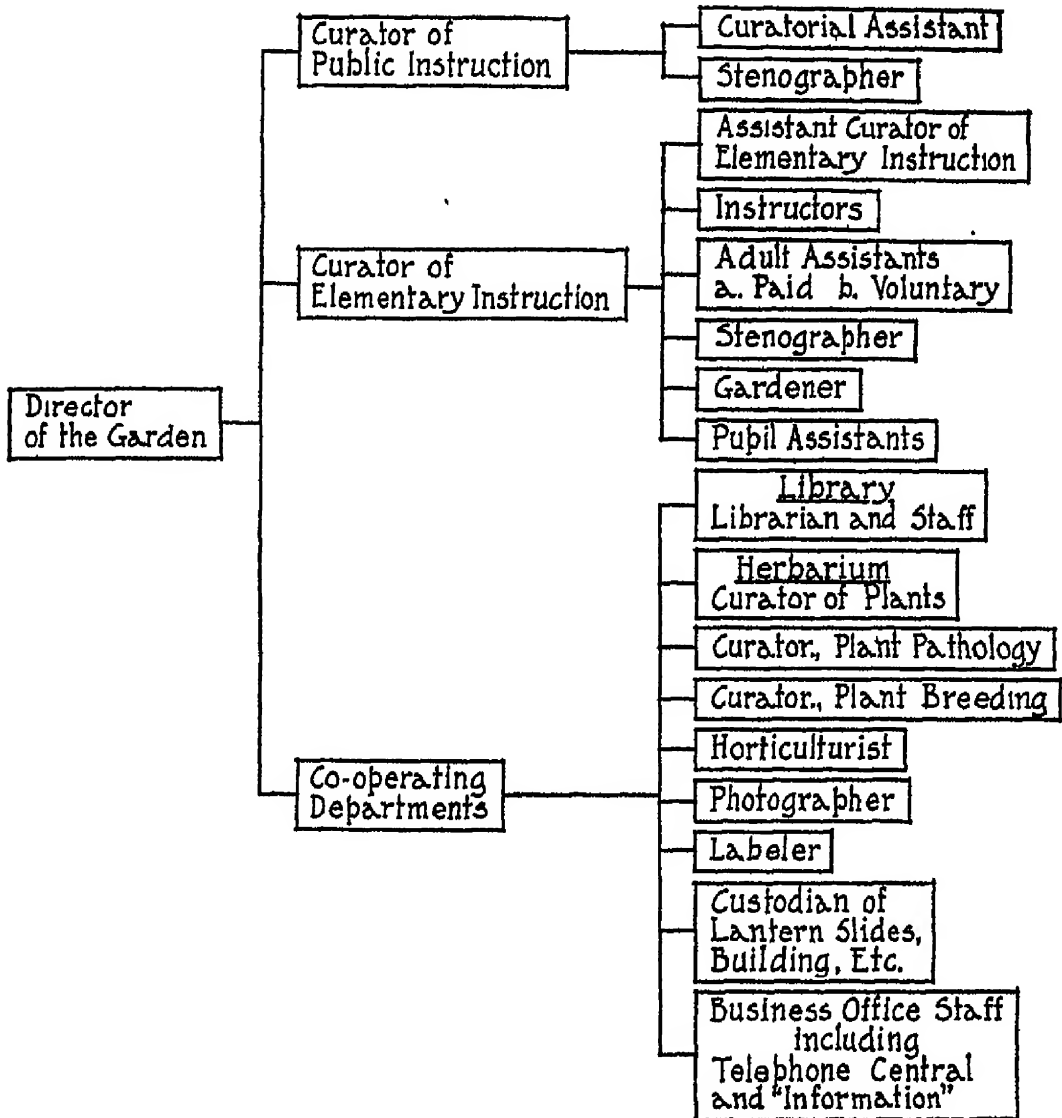 Director
of the Garden
Curator of
Public Instruction
Curatorial Assistant
Stenographer
Curator of
Elementary Instruction
Assistant Curator of
Elementary Instruction
Instructors
Adult Assistants
a. Paid b. Voluntary
Stenographer
Gardener
Pupil Assistants
Co-operating
Departments
Library
Librarian and Staff
Herbarium
Curator of Plants
Curator., Plant Pathology
Curator., Plant Breeding
Horticulturist
Photographer
Labeler
Custodian of
Lantern Slides,
Building, Etc.
Business Office Staff
including
Telephone Central
and "Information"